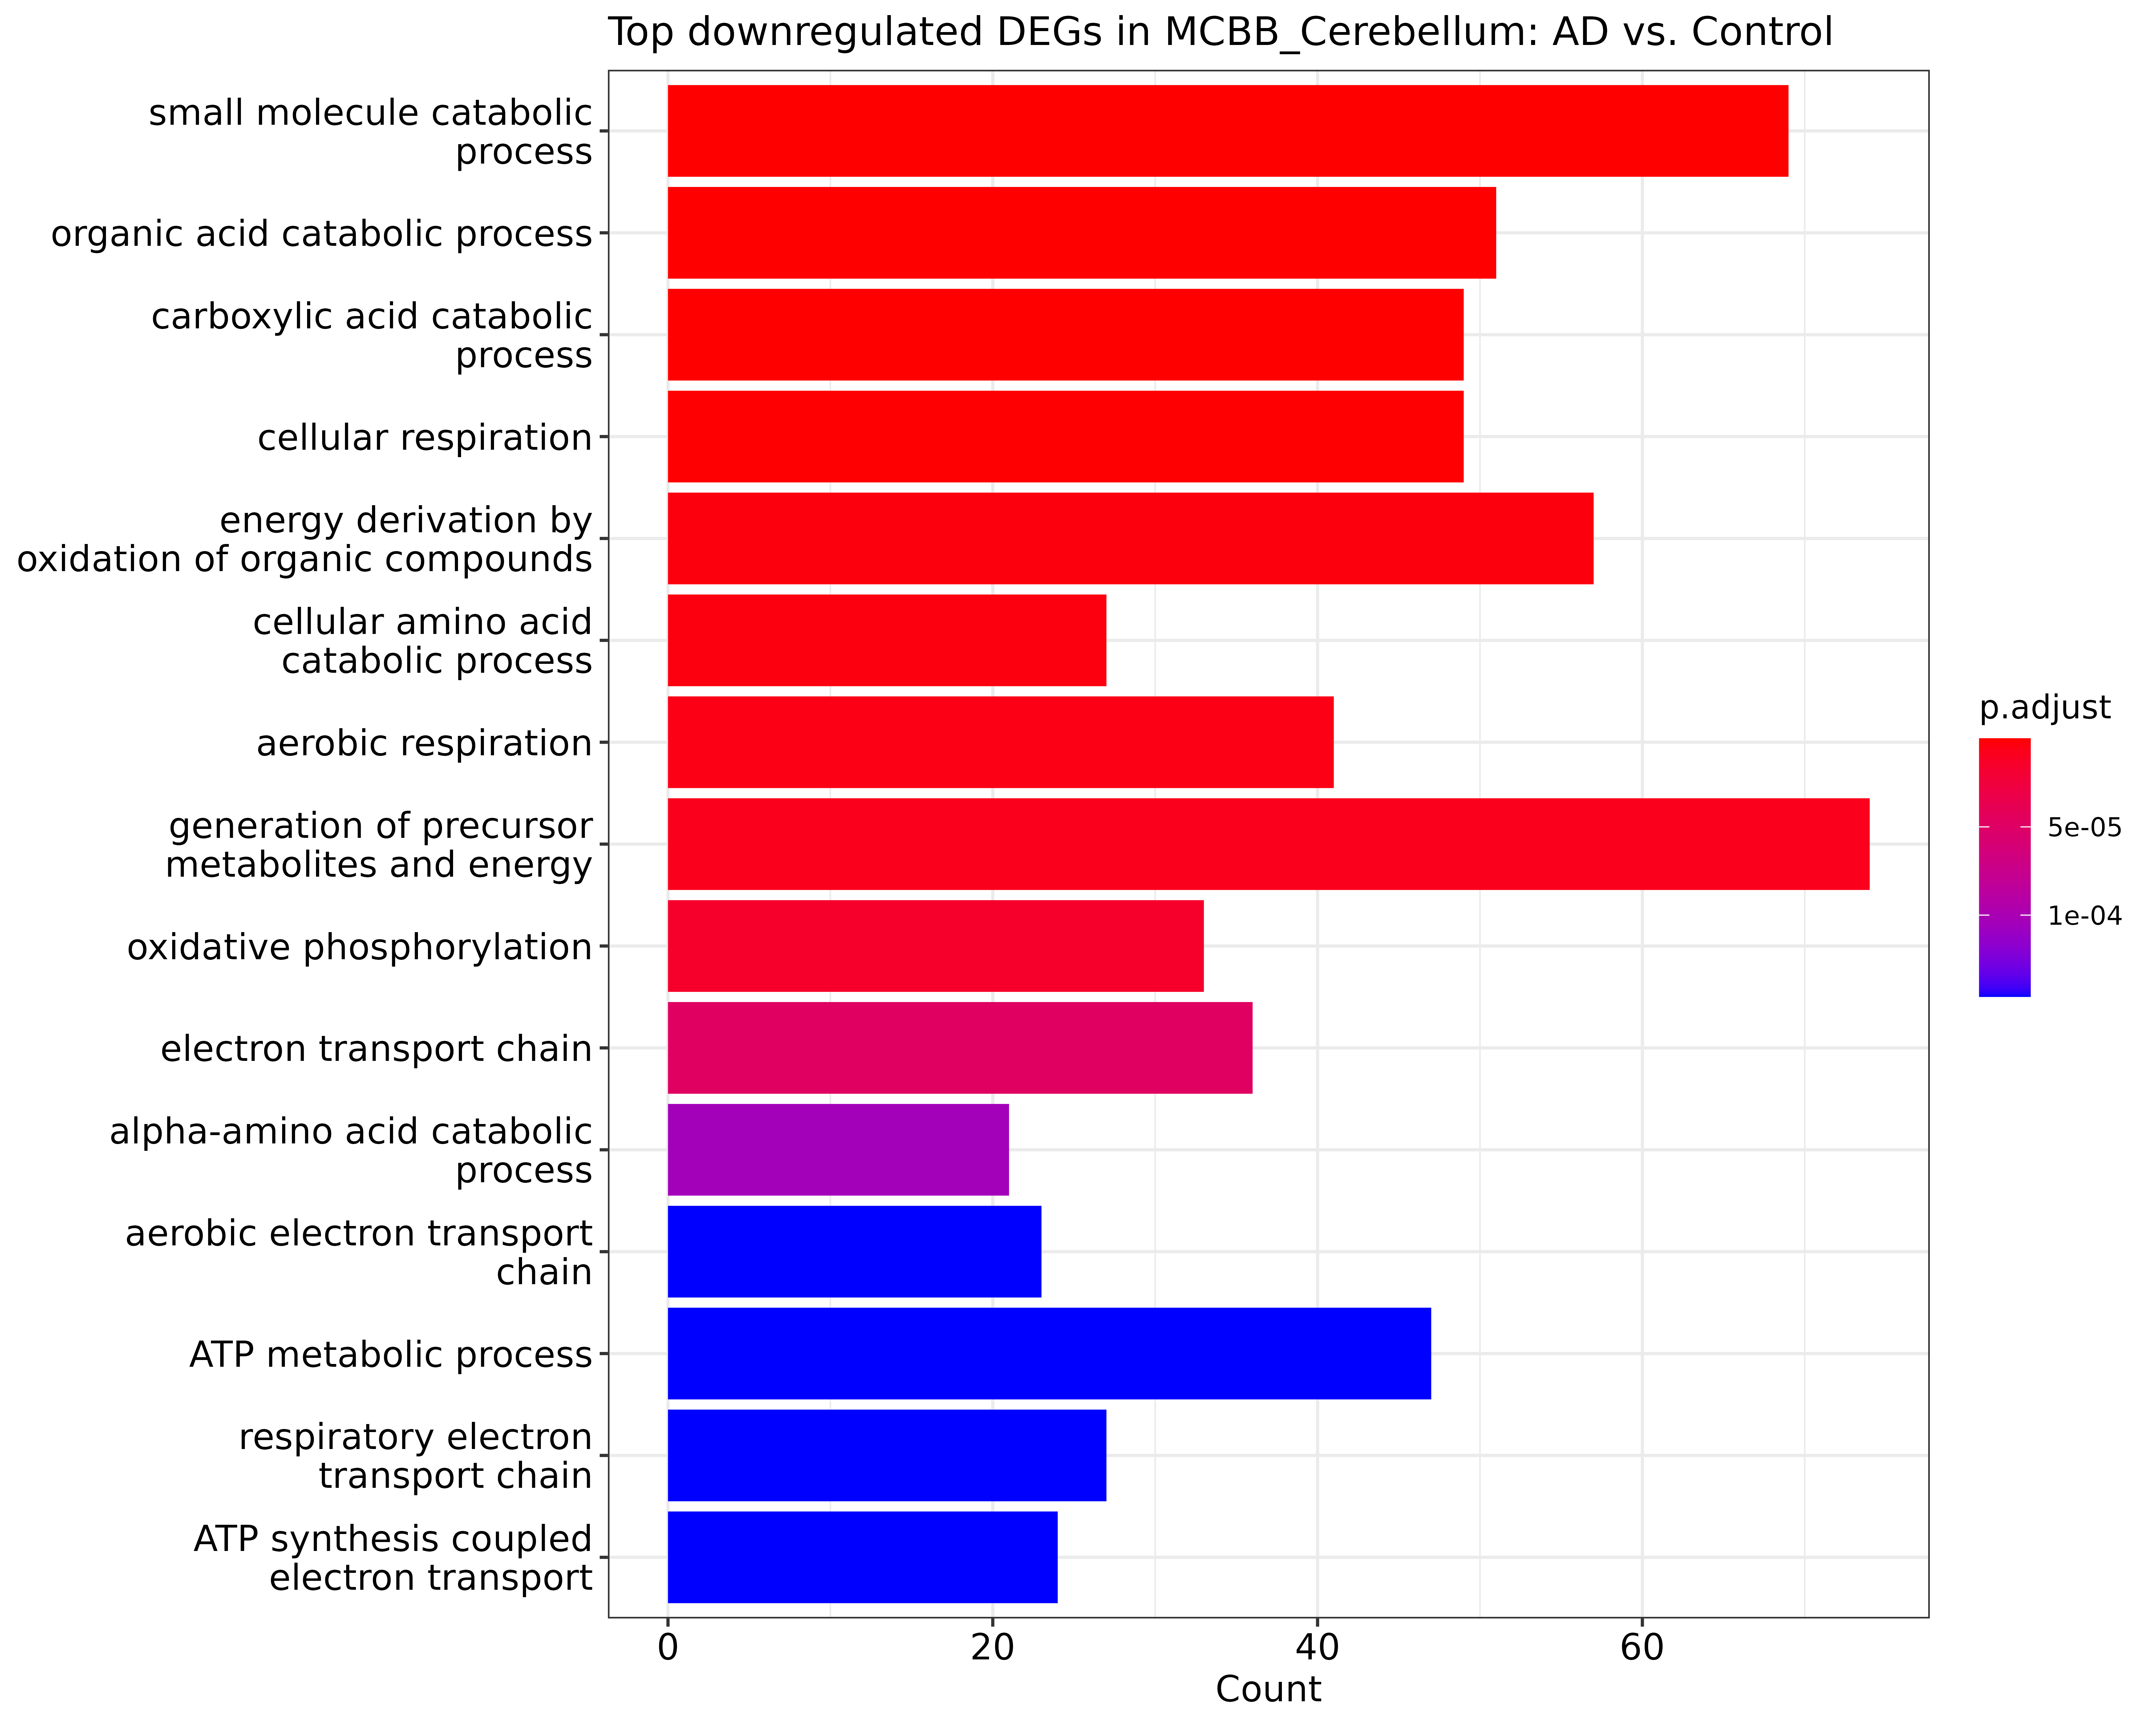 Top downregulated DEGs in MCBB_Cerebellum: AD vs. Control
small molecule catabolic
process
organic acid catabolic process
carboxylic acid catabolic
process
cellular respiration
energy derivation by
oxidation of organic compounds
cellular amino acid
catabolic process
aerobic respiration
generation of precursor
metabolites and energy
oxidative phosphorylation
electron transport chain
alpha-amino acid catabolic
process
aerobic electron transport
chain
ATP metabolic process
respiratory electron
transport chain
ATP synthesis coupled
electron transport
0 20 40 60
Count
p.adjust
5e-05
1e-04